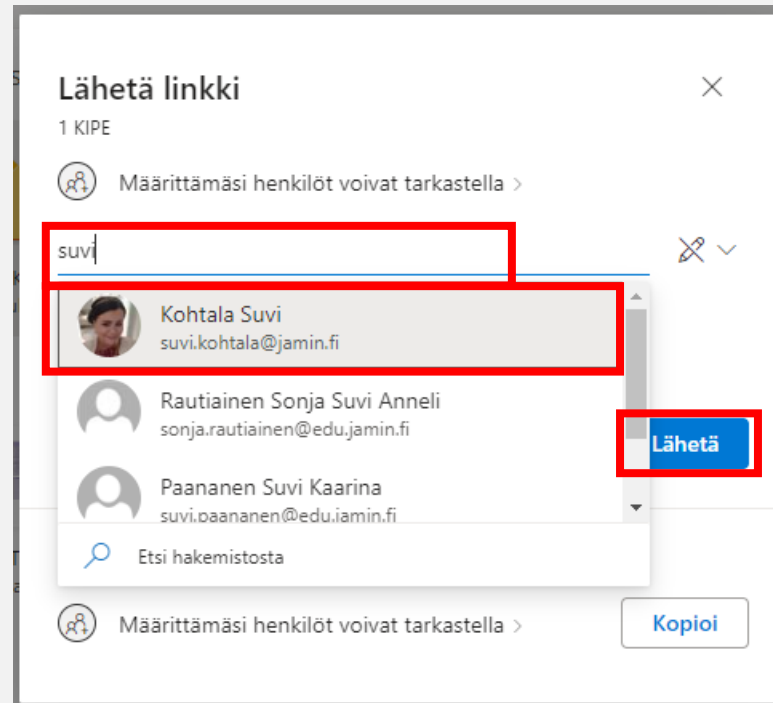 Lähetä linkki
1 KIPE
Määrittämäsi henkilöt voivat tarkastella >
suvi
Kohtala Suvi
suvi.kohtala@jamin.fi
Rautiainen Sonja Suvi Anneli
sonja.rautiainen@edu.jamin.fi
Lähetä
Paananen Suvi Kaarina
suvi.paananen@edu.jamin.fi
Etsi hakemistosta
Määrittämäsi henkilöt voivat tarkastella >
Kopioi